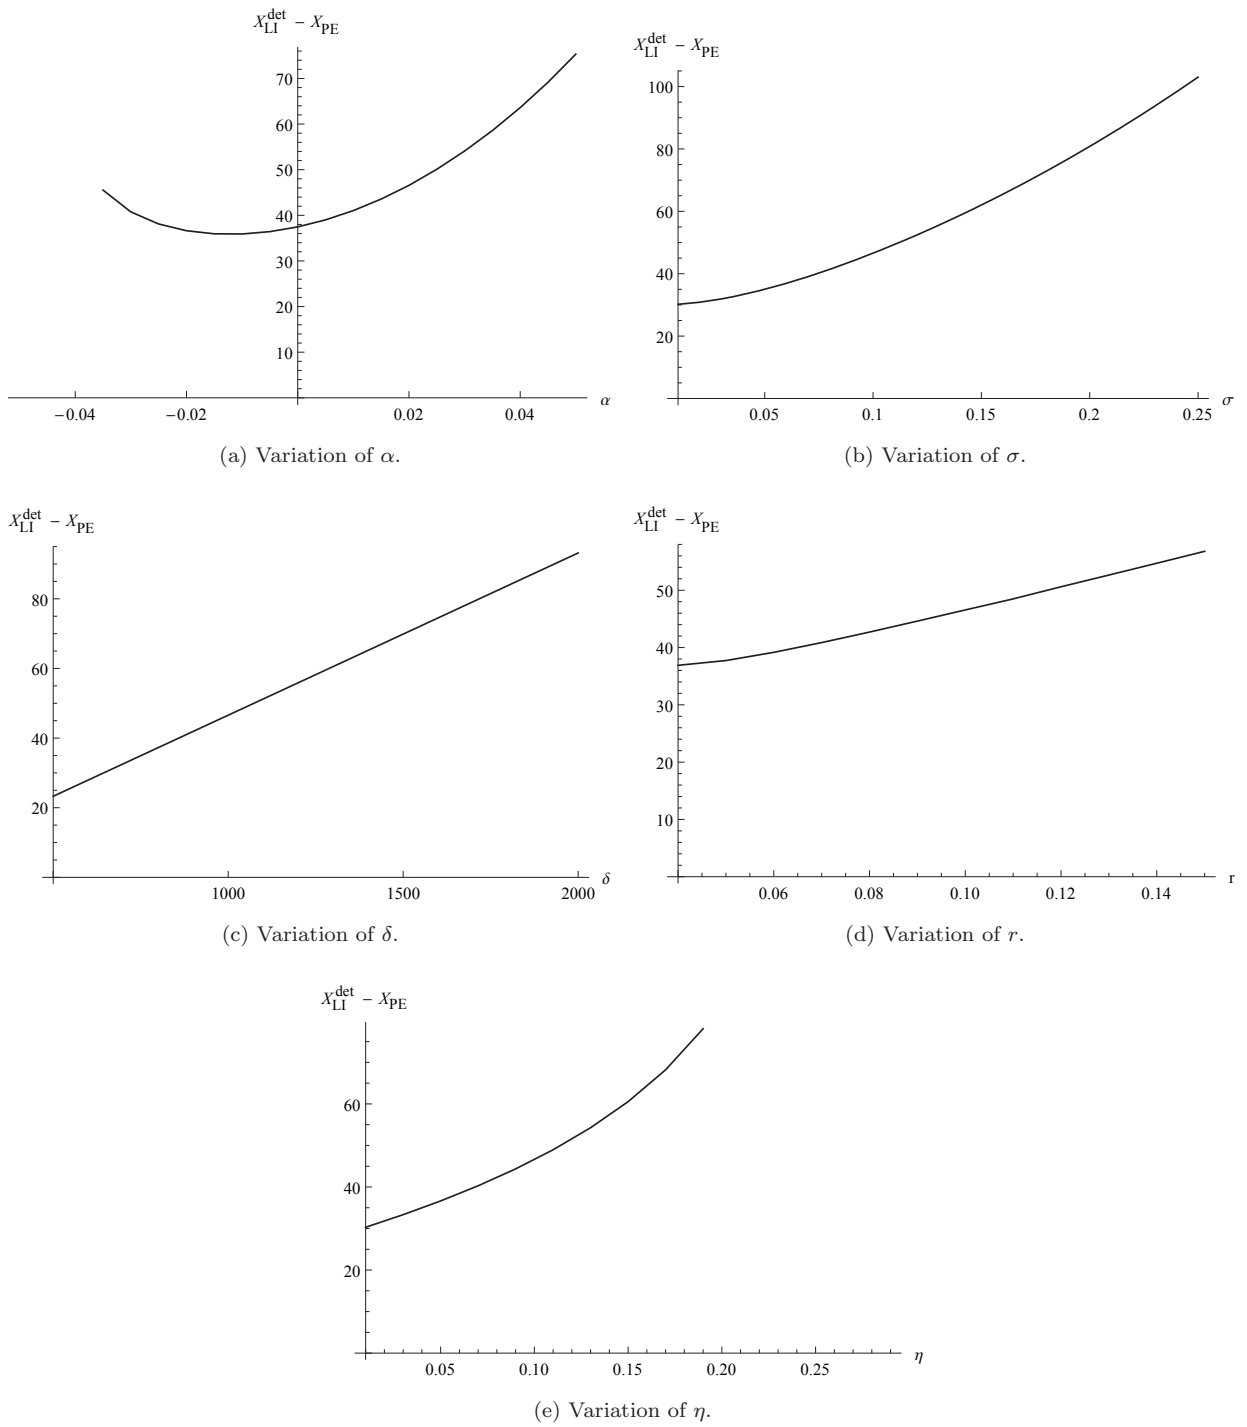 X_LI^det − X_PE
70
60
50
40
30
20
10
−0.04 −0.02 0.02 0.04 α
(a) Variation of α.
X_LI^det − X_PE
100
80
60
40
20
0.05 0.1 0.15 0.2 0.25 σ
(b) Variation of σ.
X_LI^det − X_PE
80
60
40
20
1000 1500 2000 δ
(c) Variation of δ.
X_LI^det − X_PE
50
40
30
20
10
0.06 0.08 0.10 0.12 0.14 r
(d) Variation of r.
X_LI^det − X_PE
60
40
20
0.05 0.10 0.15 0.20 0.25 η
(e) Variation of η.